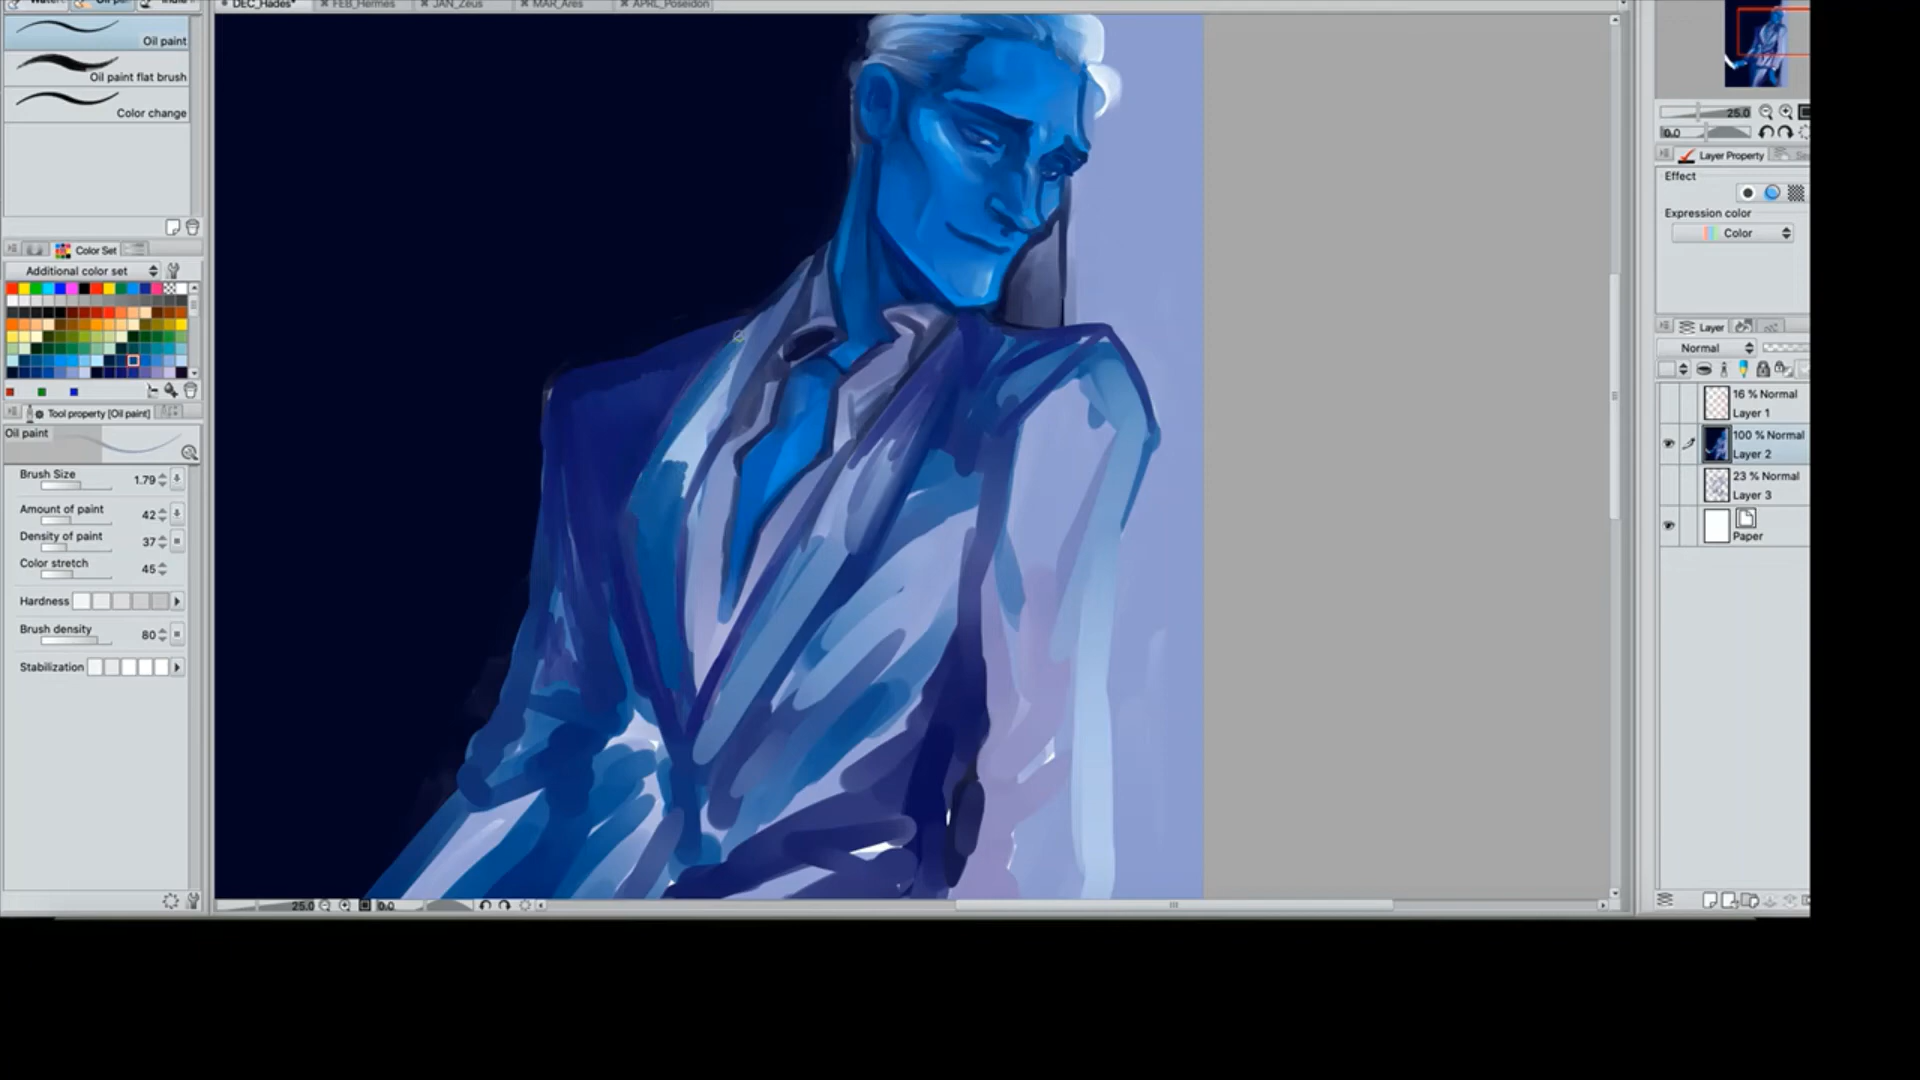 DEC_Hades*
FEB_Hermes
JAN_Zeus
MAR_Ares
APRL_Poseidon
Oil paint
Oil paint flat brush
Color change
Color Set
Additional color set
Tool property [Oil paint]
Oil paint
Brush Size 1.79
Amount of paint 42
Density of paint 37
Color stretch 45
Hardness
Brush density 80
Stabilization
25.0
0.0
25.0
0.0
Layer Property
Effect
Expression color
Color
Layer
Normal
16 % Normal
Layer 1
100 % Normal
Layer 2
23 % Normal
Layer 3
Paper